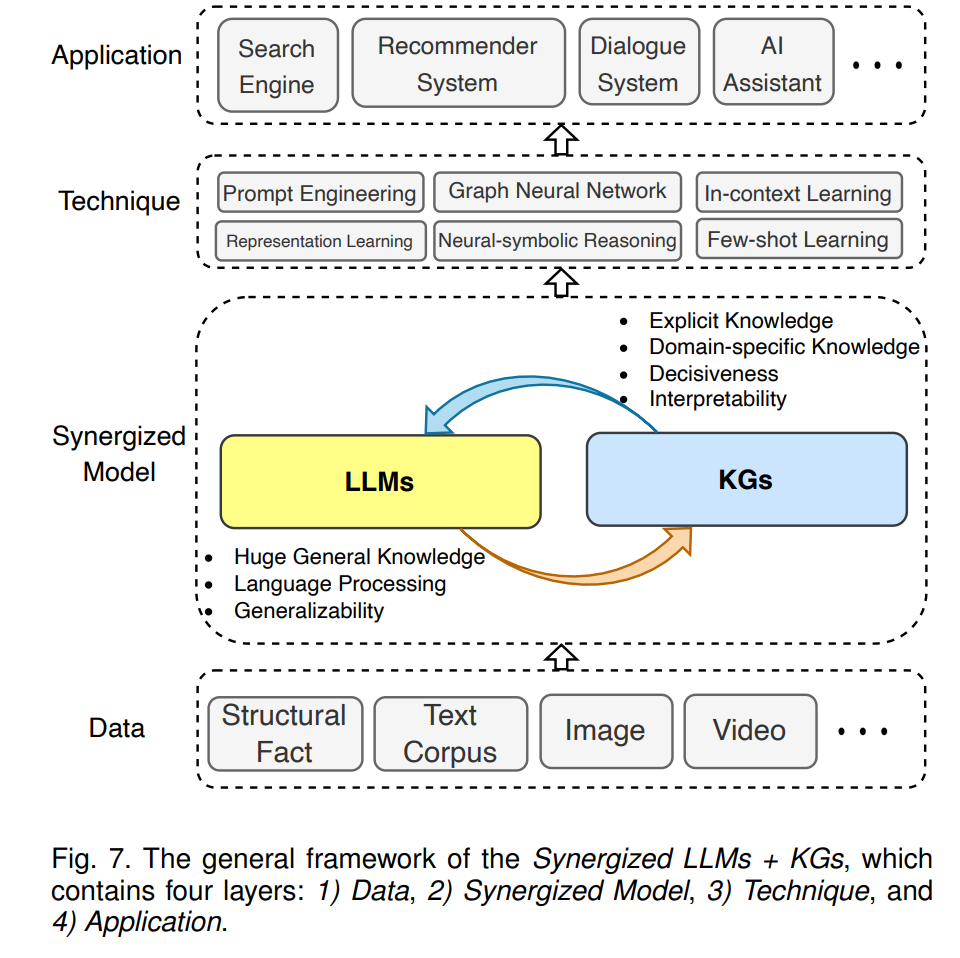 Application
Search
Engine
Recommender
System
Dialogue
System
AI
Assistant
• • •
Technique
Prompt Engineering
Graph Neural Network
In-context Learning
Representation Learning
Neural-symbolic Reasoning
Few-shot Learning
Synergized
Model
• Explicit Knowledge
• Domain-specific Knowledge
• Decisiveness
• Interpretability
LLMs
KGs
• Huge General Knowledge
• Language Processing
• Generalizability
Data
Structural
Fact
Text
Corpus
Image
Video
• • •
Fig. 7. The general framework of the Synergized LLMs + KGs, which
contains four layers: 1) Data, 2) Synergized Model, 3) Technique, and
4) Application.